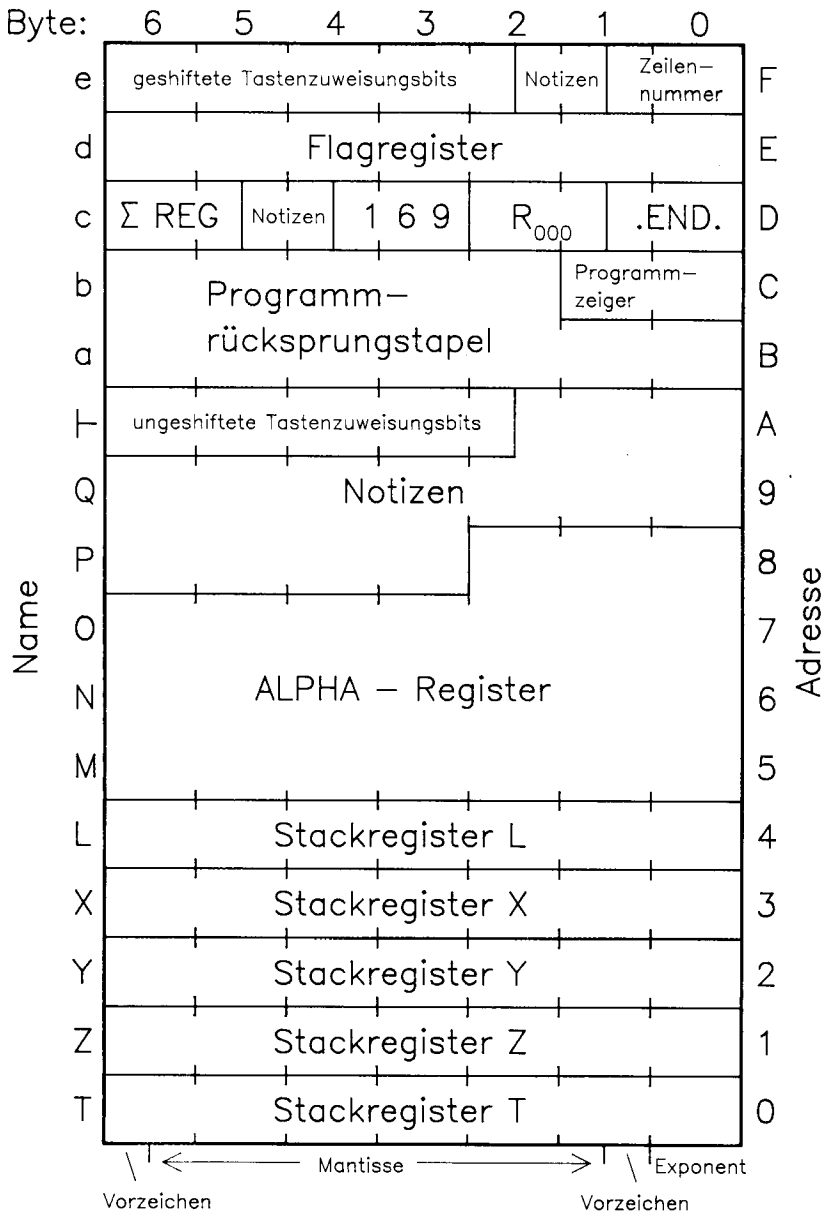 Byte: 6 5 4 3 2 1 0
e geshiftete Tastenzuweisungsbits Notizen Zeilen-
nummer F
d Flagregister E
c Σ REG Notizen 1 6 9 R000 .END. D
b Programm- Programm-
zeiger C
a rücksprungstapel B
⊢ ungeshiftete Tastenzuweisungsbits A
Q Notizen 9
P 8
O 7
N ALPHA – Register 6
M 5
L Stackregister L 4
X Stackregister X 3
Y Stackregister Y 2
Z Stackregister Z 1
T Stackregister T 0
Name
Adresse
Mantisse Exponent
Vorzeichen Vorzeichen